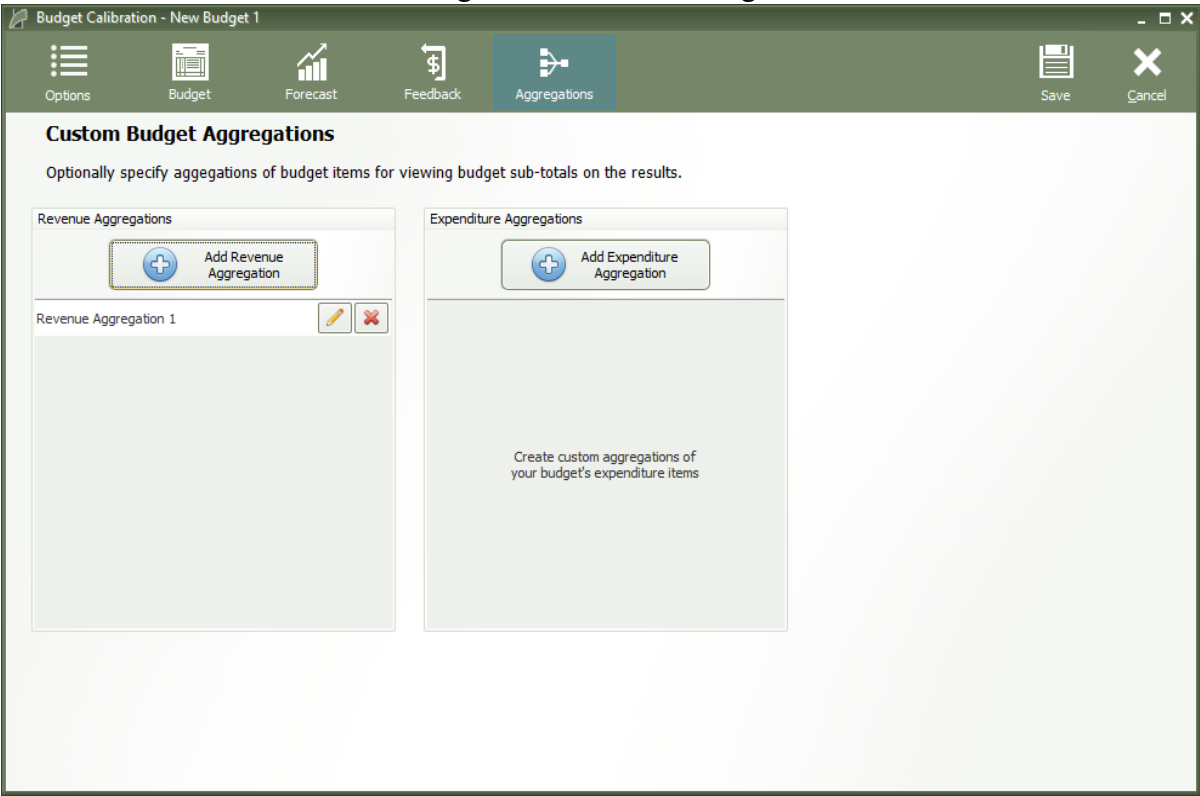 Budget Calibration - New Budget 1
Options
Budget
Forecast
Feedback
Aggregations
Save
Cancel
Custom Budget Aggregations
Optionally specify aggegations of budget items for viewing budget sub-totals on the results.
Revenue Aggregations
Add Revenue
Aggregation
Revenue Aggregation 1
Expenditure Aggregations
Add Expenditure
Aggregation
Create custom aggregations of
your budget's expenditure items